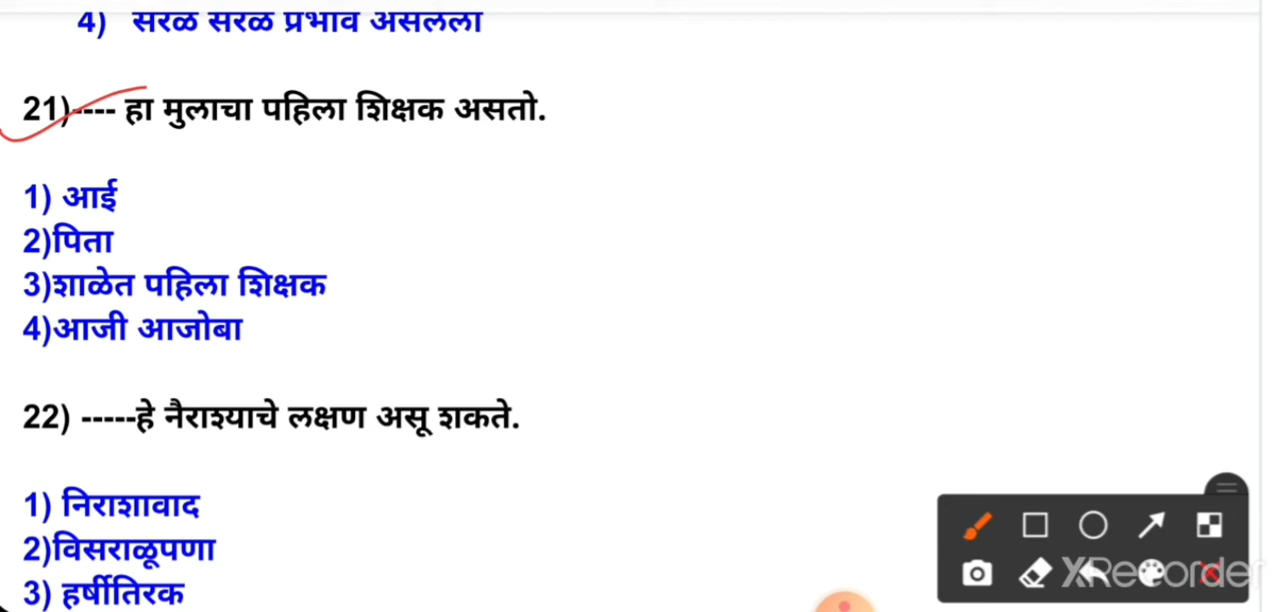 4) सरळ सरळ प्रभाव असलेला
21)---- हा मुलाचा पहिला शिक्षक असतो.
1) आई
2)पिता
3)शाळेत पहिला शिक्षक
4)आजी आजोबा
22) -----हे नैराश्याचे लक्षण असू शकते.
1) निराशावाद
2)विसराळूपणा
3) हर्षीतिरक
XRecorder